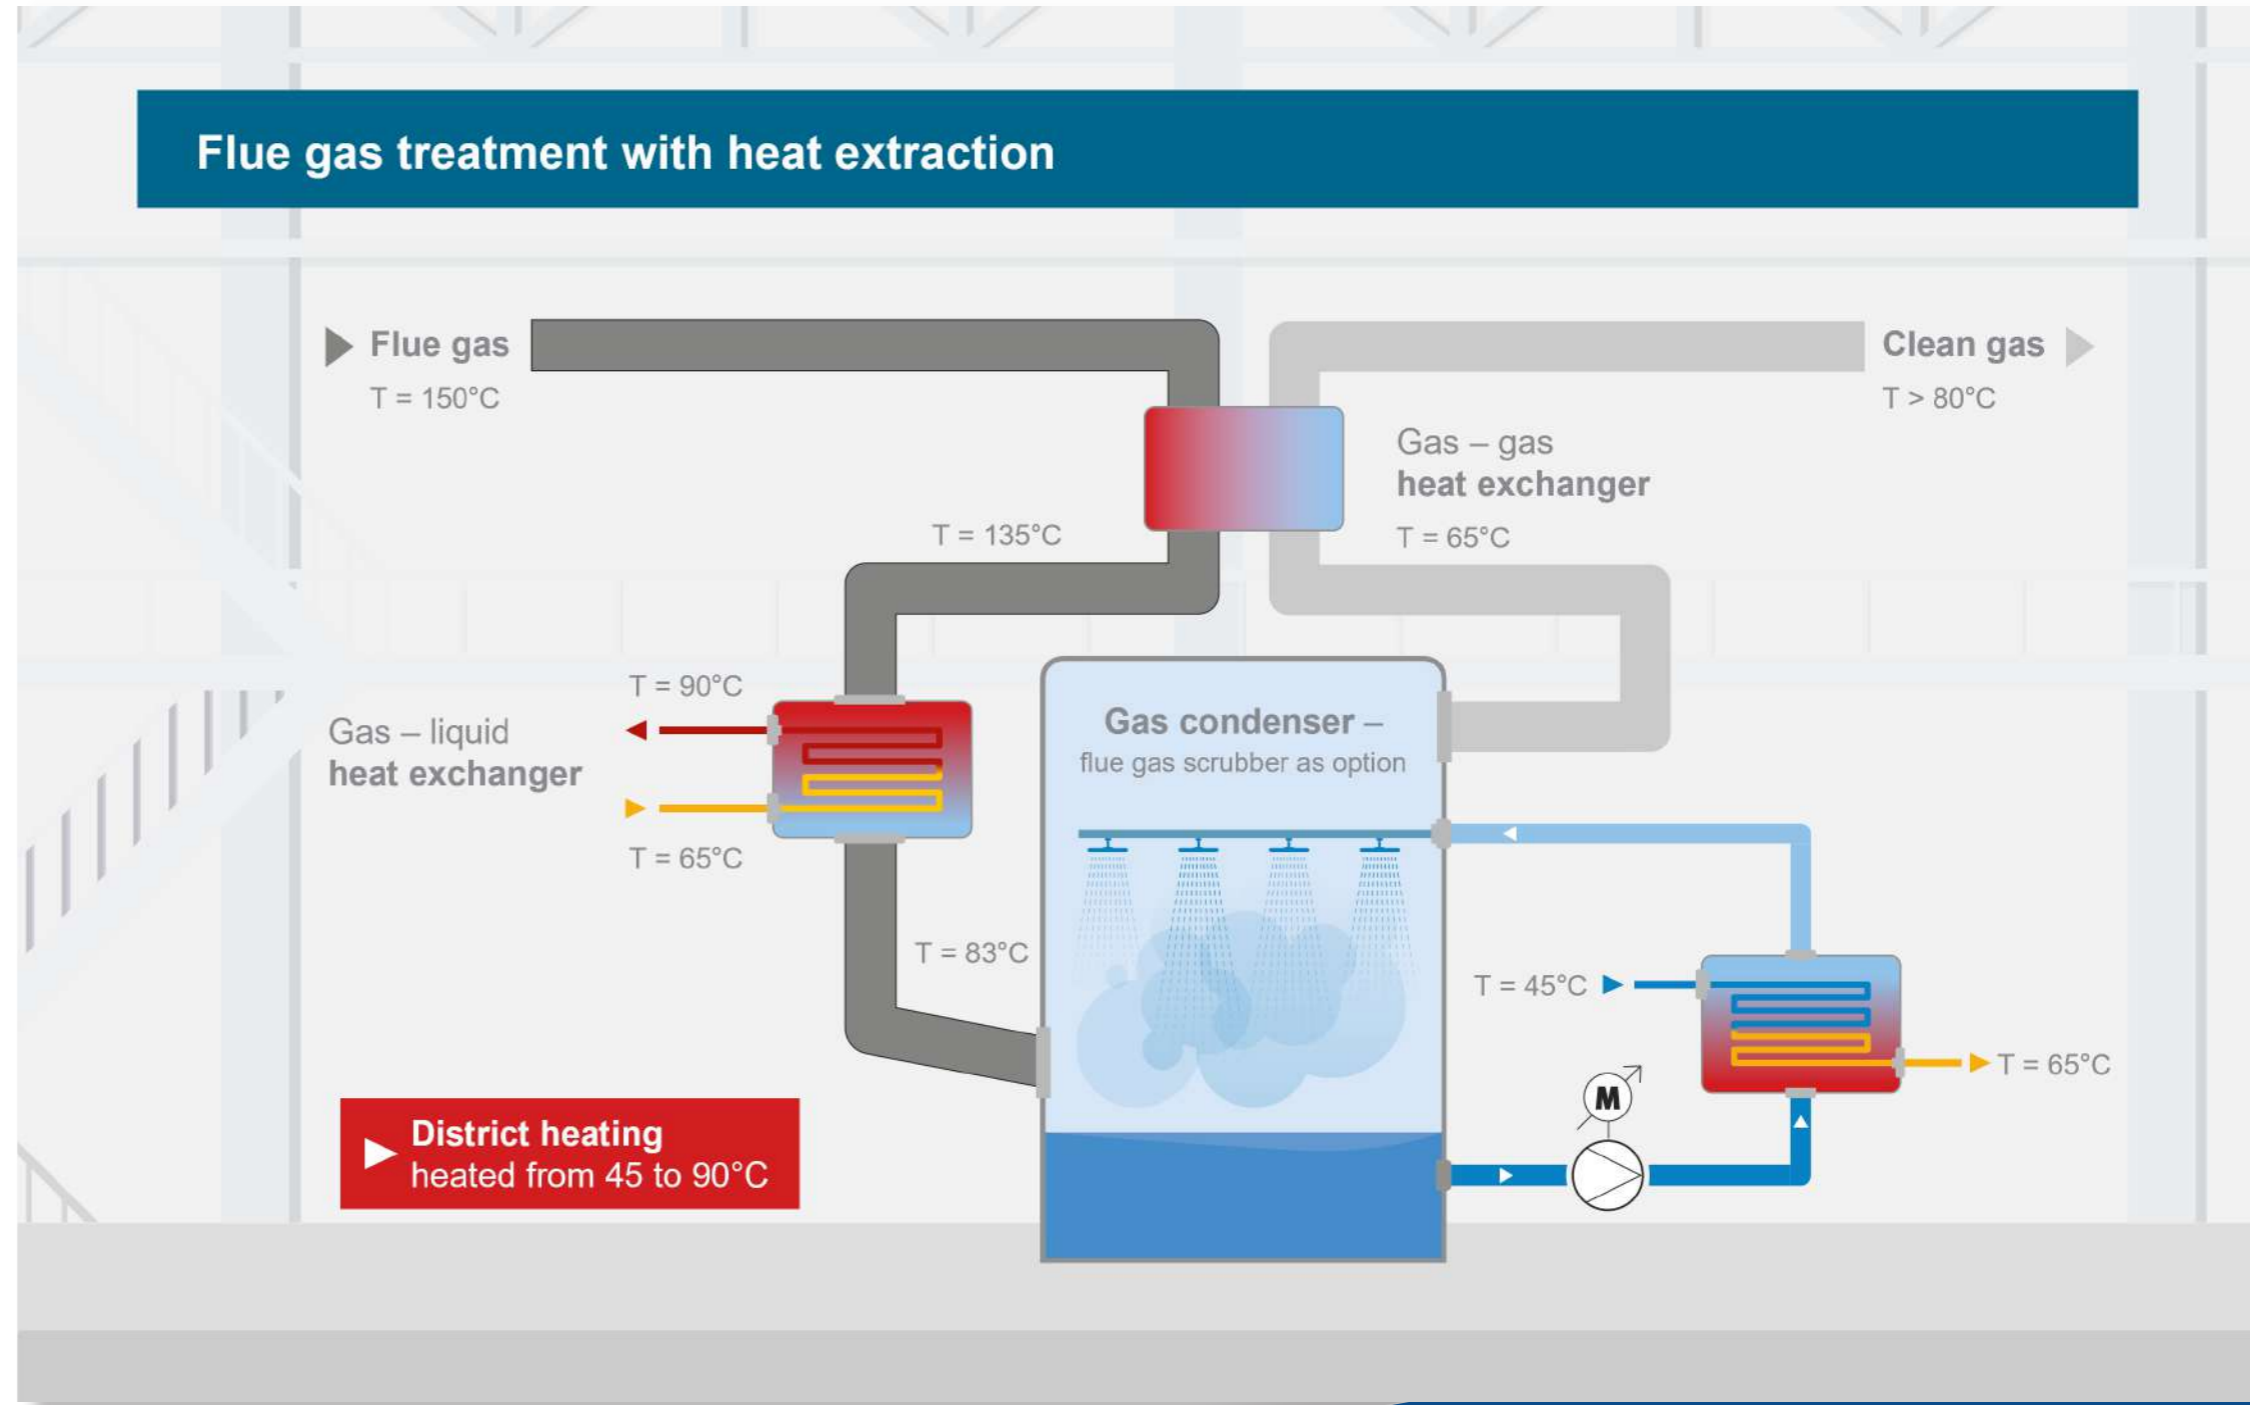 Flue gas treatment with heat extraction
Flue gas
T = 150°C
Clean gas
T > 80°C
Gas – gas
heat exchanger
T = 65°C
T = 135°C
T = 90°C
Gas – liquid
heat exchanger
T = 65°C
Gas condenser –
flue gas scrubber as option
T = 83°C
T = 45°C
T = 65°C
M
District heating
heated from 45 to 90°C